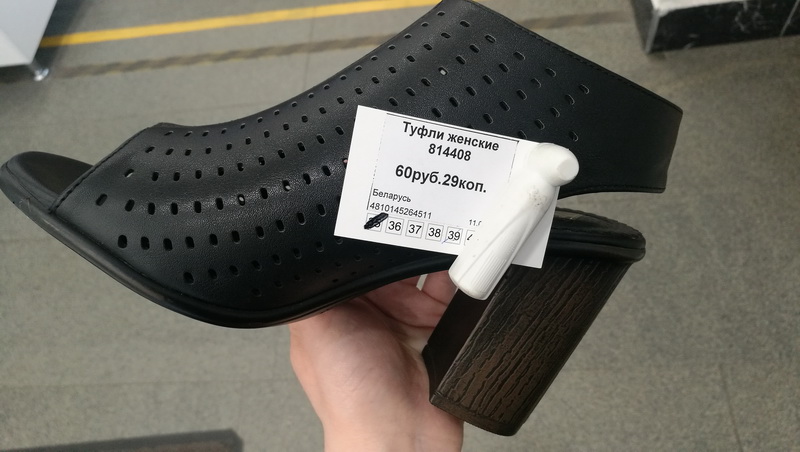 Туфли женские
814408
60руб.29коп.
Беларусь
4810145264511
36 37 38 39